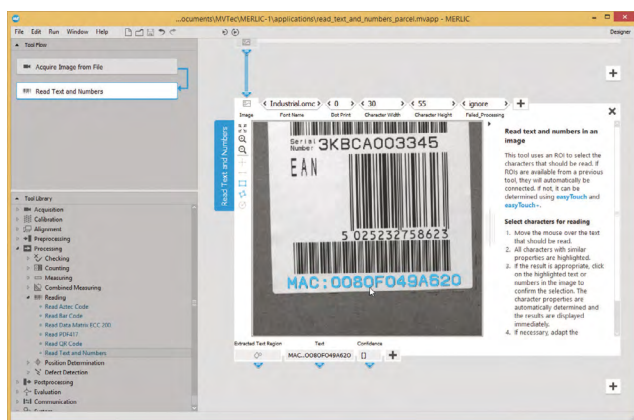 ...ocuments\MVTec\MERLIC-1\applications\read_text_and_numbers_parcel.mvapp - MERLIC
File Edit Run Window Help
Designer
Tool Flow
Acquire Image from File
Read Text and Numbers
Industrial.omc 0 30 55 ignore
Image Font Name Dot Print Character Width Character Height Failed_Processing
Read Text and Numbers
Serial
Number 3KBCA003345
EAN
5 025232758623
MAC:0080F049A620
Extracted Text Region Text Confidence
MAC:0080F049A620 []
Read text and numbers in an
image
This tool uses an ROI to select the
characters that should be read. If
ROIs are available from a previous
tool, they will automatically be
connected. If not, it can be
determined using easyTouch and
easyTouch+.
Select characters for reading
1. Move the mouse over the text
that should be read.
2. All characters with similar
properties are highlighted.
3. If the result is appropriate, click
on the highlighted text or
numbers in the image to
confirm the selection. The
character properties are
automatically determined and
the results are displayed
immediately.
4. If necessary, adapt the
Tool Library
Acquisition
Calibration
Alignment
Preprocessing
Processing
Checking
Counting
Measuring
Combined Measuring
Reading
Read Aztec Code
Read Bar Code
Read Data Matrix ECC 200
Read PDF417
Read QR Code
Read Text and Numbers
Position Determination
Defect Detection
Postprocessing
Evaluation
Communication